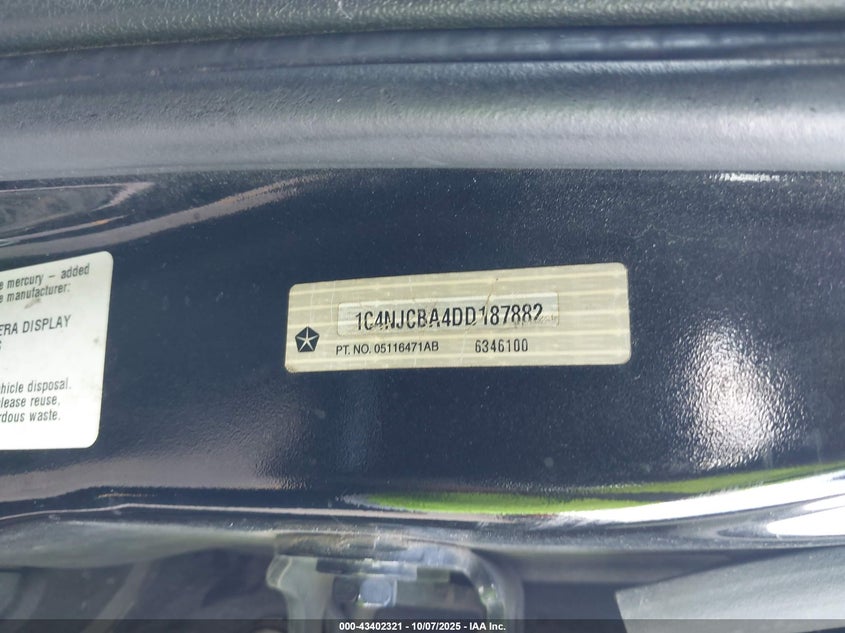 e mercury – added
e manufacturer:
ERA DISPLAY
S
hicle disposal.
lease reuse,
rdous waste.
1C4NJCBA4DD187882
PT. NO. 05116471AB 6346100
000-43402321 - 10/07/2025 - IAA Inc.